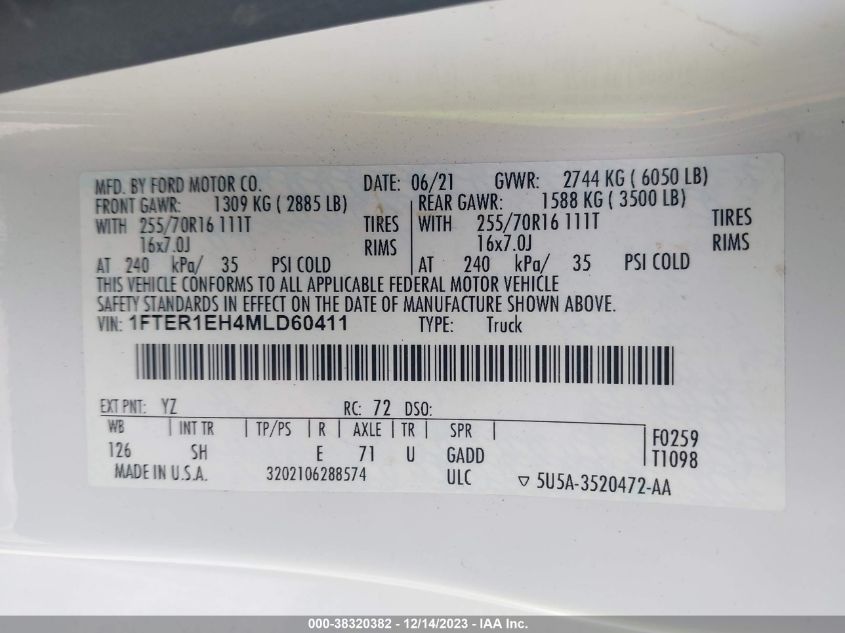 MFD. BY FORD MOTOR CO. DATE: 06/21 GVWR: 2744 KG ( 6050 LB)
FRONT GAWR: 1309 KG ( 2885 LB) REAR GAWR: 1588 KG ( 3500 LB)
WITH 255/70R16 111T TIRES WITH 255/70R16 111T TIRES
16x7.0J RIMS 16x7.0J RIMS
AT 240 kPa/ 35 PSI COLD AT 240 kPa/ 35 PSI COLD
THIS VEHICLE CONFORMS TO ALL APPLICABLE FEDERAL MOTOR VEHICLE
SAFETY STANDARDS IN EFFECT ON THE DATE OF MANUFACTURE SHOWN ABOVE.
VIN: 1FTER1EH4MLD60411 TYPE: Truck
EXT PNT: YZ RC: 72 DSO:
WB | INT TR | TP/PS | R | AXLE | TR | SPR | F0259
126 SH E 71 U GADD T1098
MADE IN U.S.A. 3202106288574 ULC ▽ 5U5A-3520472-AA
000-38320382 - 12/14/2023 - IAA Inc.